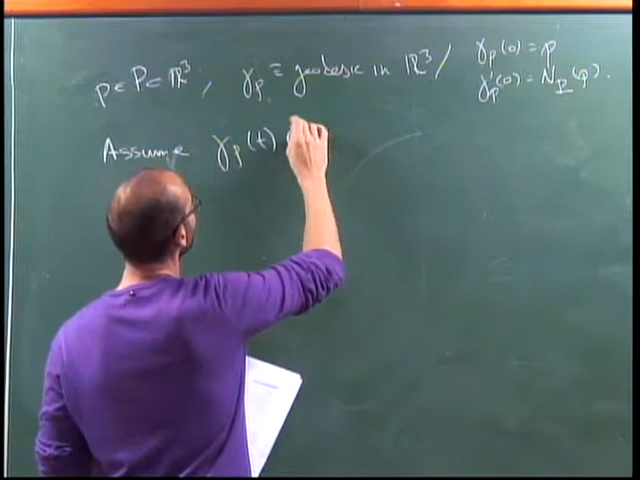 p ∈ P ⊂ ℝ³ , γ_p ≡ geodesic in ℝ³ / γ_p(0) = p
γ'_p(0) = N_P(p).
Assume γ_p(t)